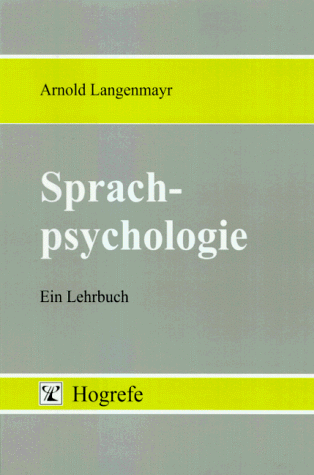 Arnold Langenmayr
Sprach-
psychologie
Ein Lehrbuch
Hogrefe